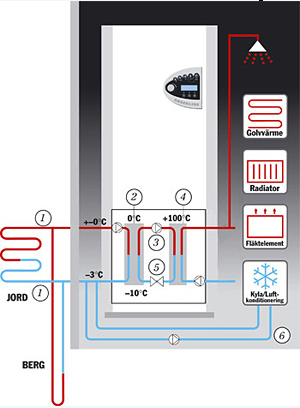 Golvärme
1
2
4
Radiator
±0°C
0°C
+100°C
3
Fläktelement
-3°C
5
1
-10°C
JORD
Kyla/Luft-
konditionering
6
BERG